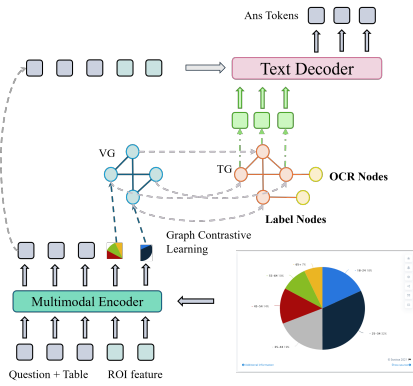 Ans Tokens
Text Decoder
VG
TG
OCR Nodes
Label Nodes
Graph Contrastive
Learning
Multimodal Encoder
Question + Table
ROI feature